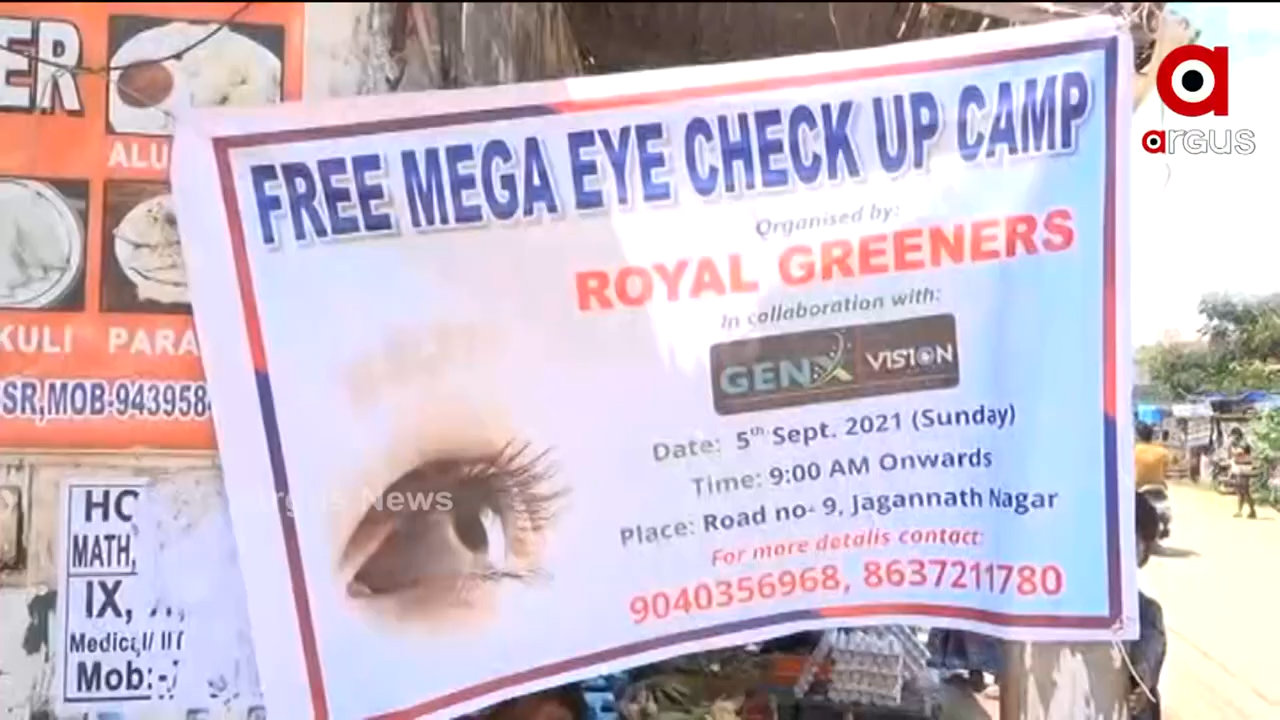 ER
ALU
KULI PARA
SR,MOB-943958
FREE MEGA EYE CHECK UP CAMP
Organised by:
ROYAL GREENERS
In collaboration with:
GENX VISION
Date: 5th Sept. 2021 (Sunday)
Time: 9:00 AM Onwards
Place: Road no- 9, Jagannath Nagar
For more detalis contact:
9040356968, 8637211780
argus
News
MATH,
IX,
Mob:-